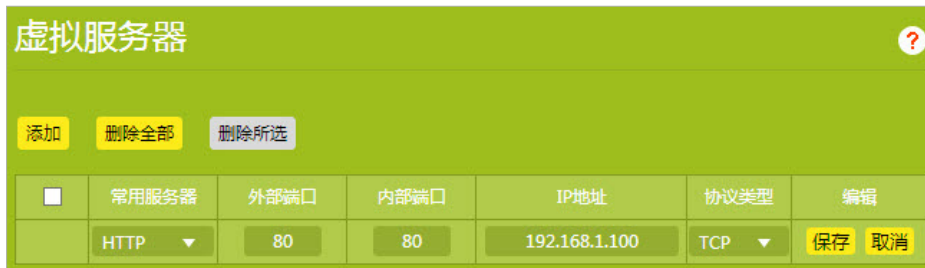 虚拟服务器
?
添加 删除全部 删除所选
常用服务器 外部端口 内部端口 IP地址 协议类型 编辑
HTTP 80 80 192.168.1.100 TCP 保存 取消